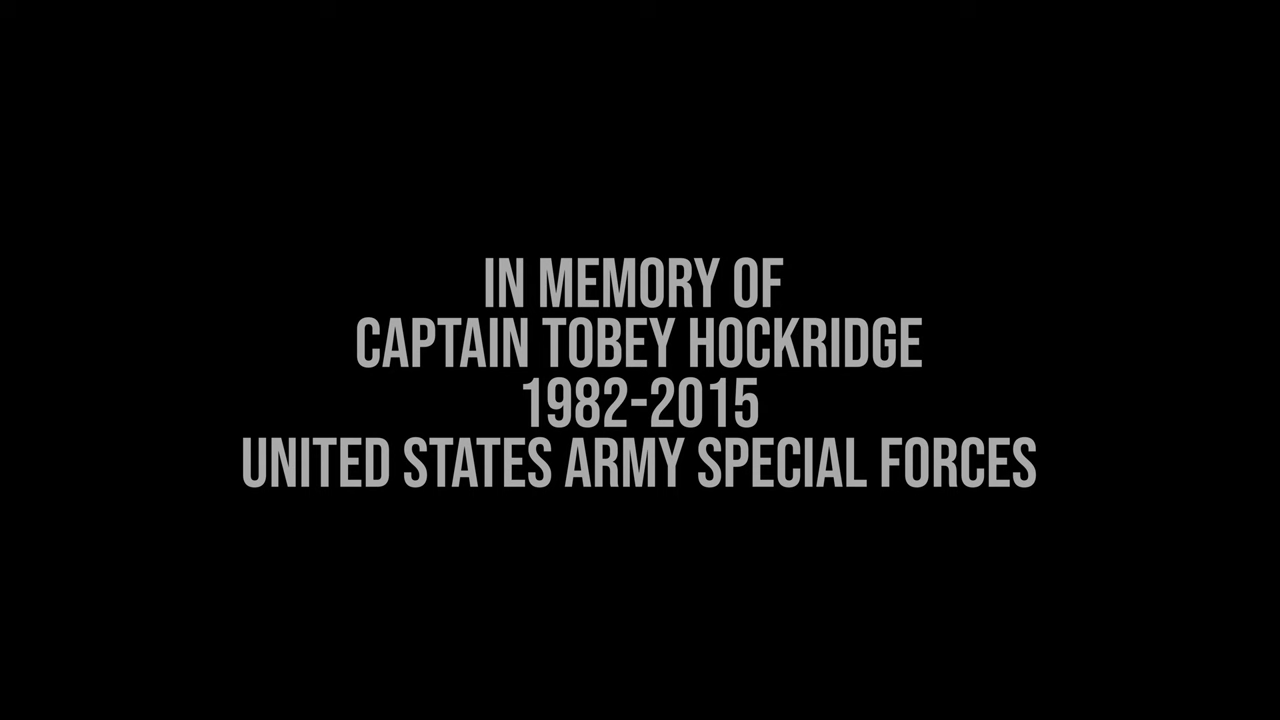 IN MEMORY OF
CAPTAIN TOBEY HOCKRIDGE
1982-2015
UNITED STATES ARMY SPECIAL FORCES